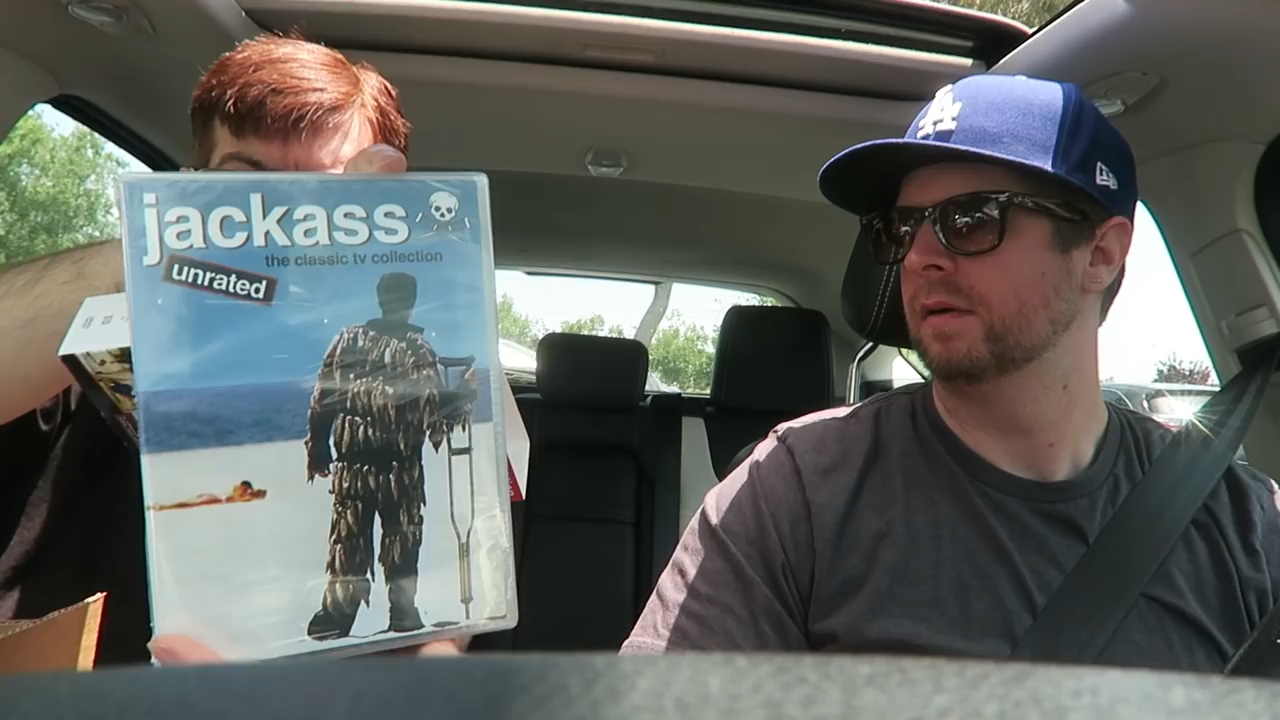 jackass
the classic tv collection
unrated
LA